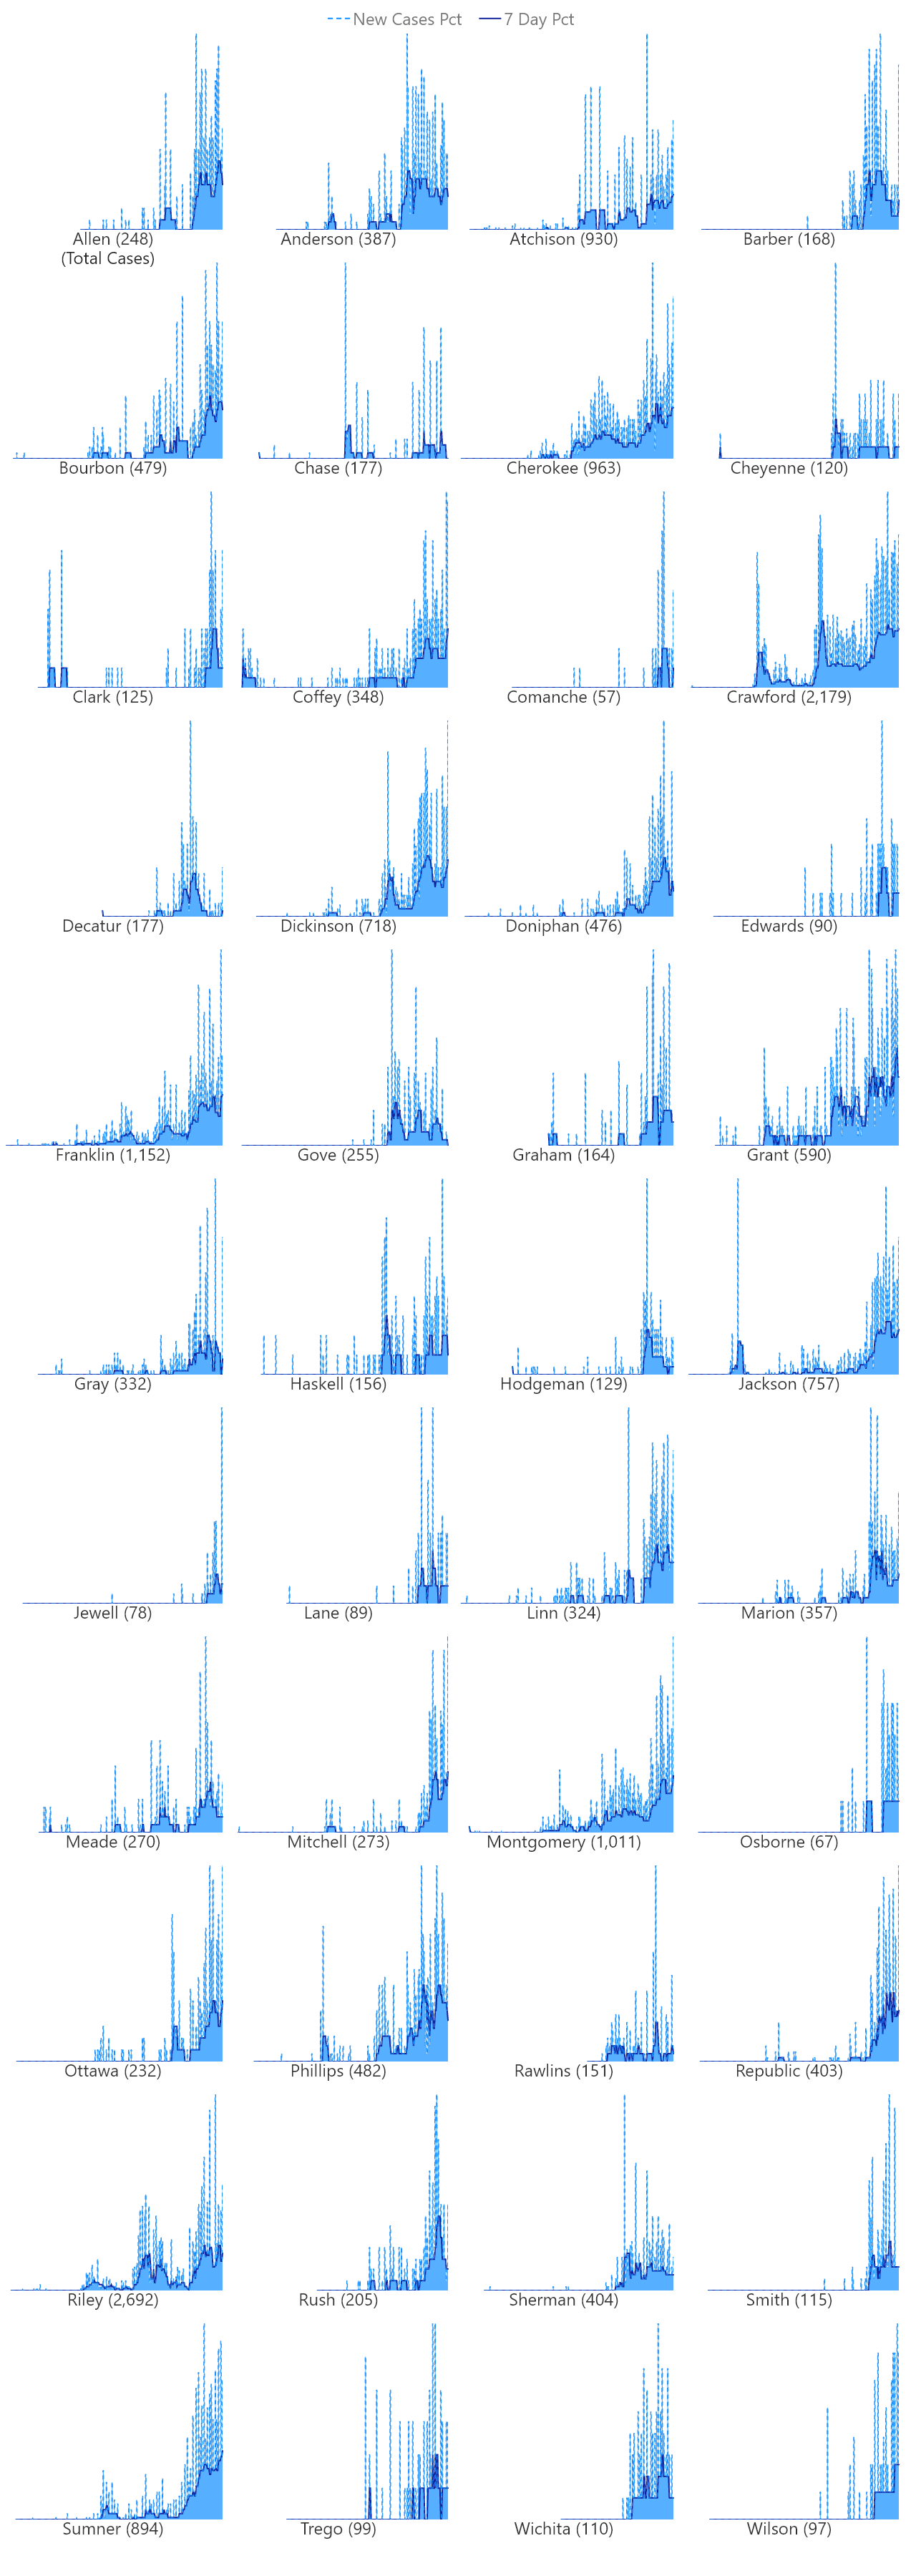 New Cases Pct 7 Day Pct
Allen (248) Anderson (387) Atchison (930) Barber (168)
(Total Cases)
Bourbon (479) Chase (177) Cherokee (963) Cheyenne (120)
Clark (125) Coffey (348) Comanche (57) Crawford (2,179)
Decatur (177) Dickinson (718) Doniphan (476) Edwards (90)
Franklin (1,152) Gove (255) Graham (164) Grant (590)
Gray (332) Haskell (156) Hodgeman (129) Jackson (757)
Jewell (78) Lane (89) Linn (324) Marion (357)
Meade (270) Mitchell (273) Montgomery (1,011) Osborne (67)
Ottawa (232) Phillips (482) Rawlins (151) Republic (403)
Riley (2,692) Rush (205) Sherman (404) Smith (115)
Sumner (894) Trego (99) Wichita (110) Wilson (97)